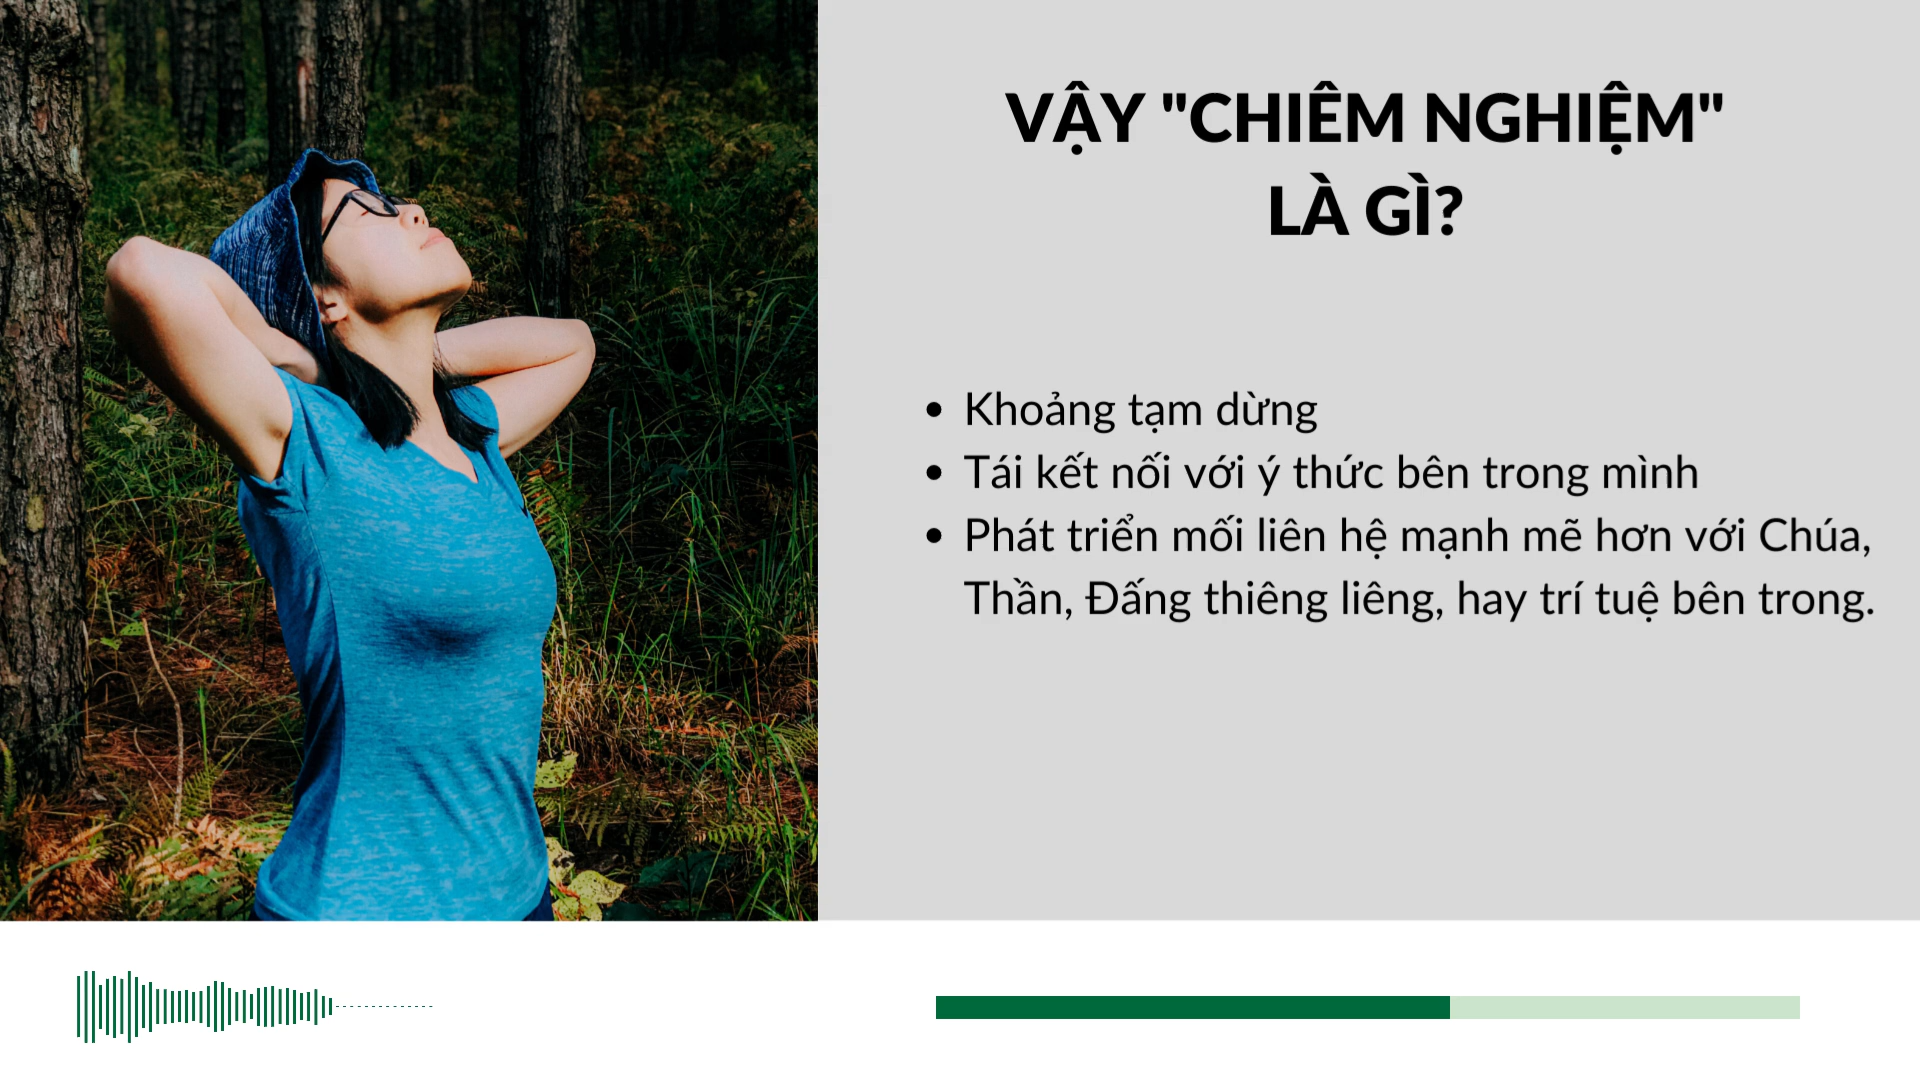 VẬY "CHIÊM NGHIỆM"
LÀ GÌ?
• Khoảng tạm dừng
• Tái kết nối với ý thức bên trong mình
• Phát triển mối liên hệ mạnh mẽ hơn với Chúa,
Thần, Đấng thiêng liêng, hay trí tuệ bên trong.